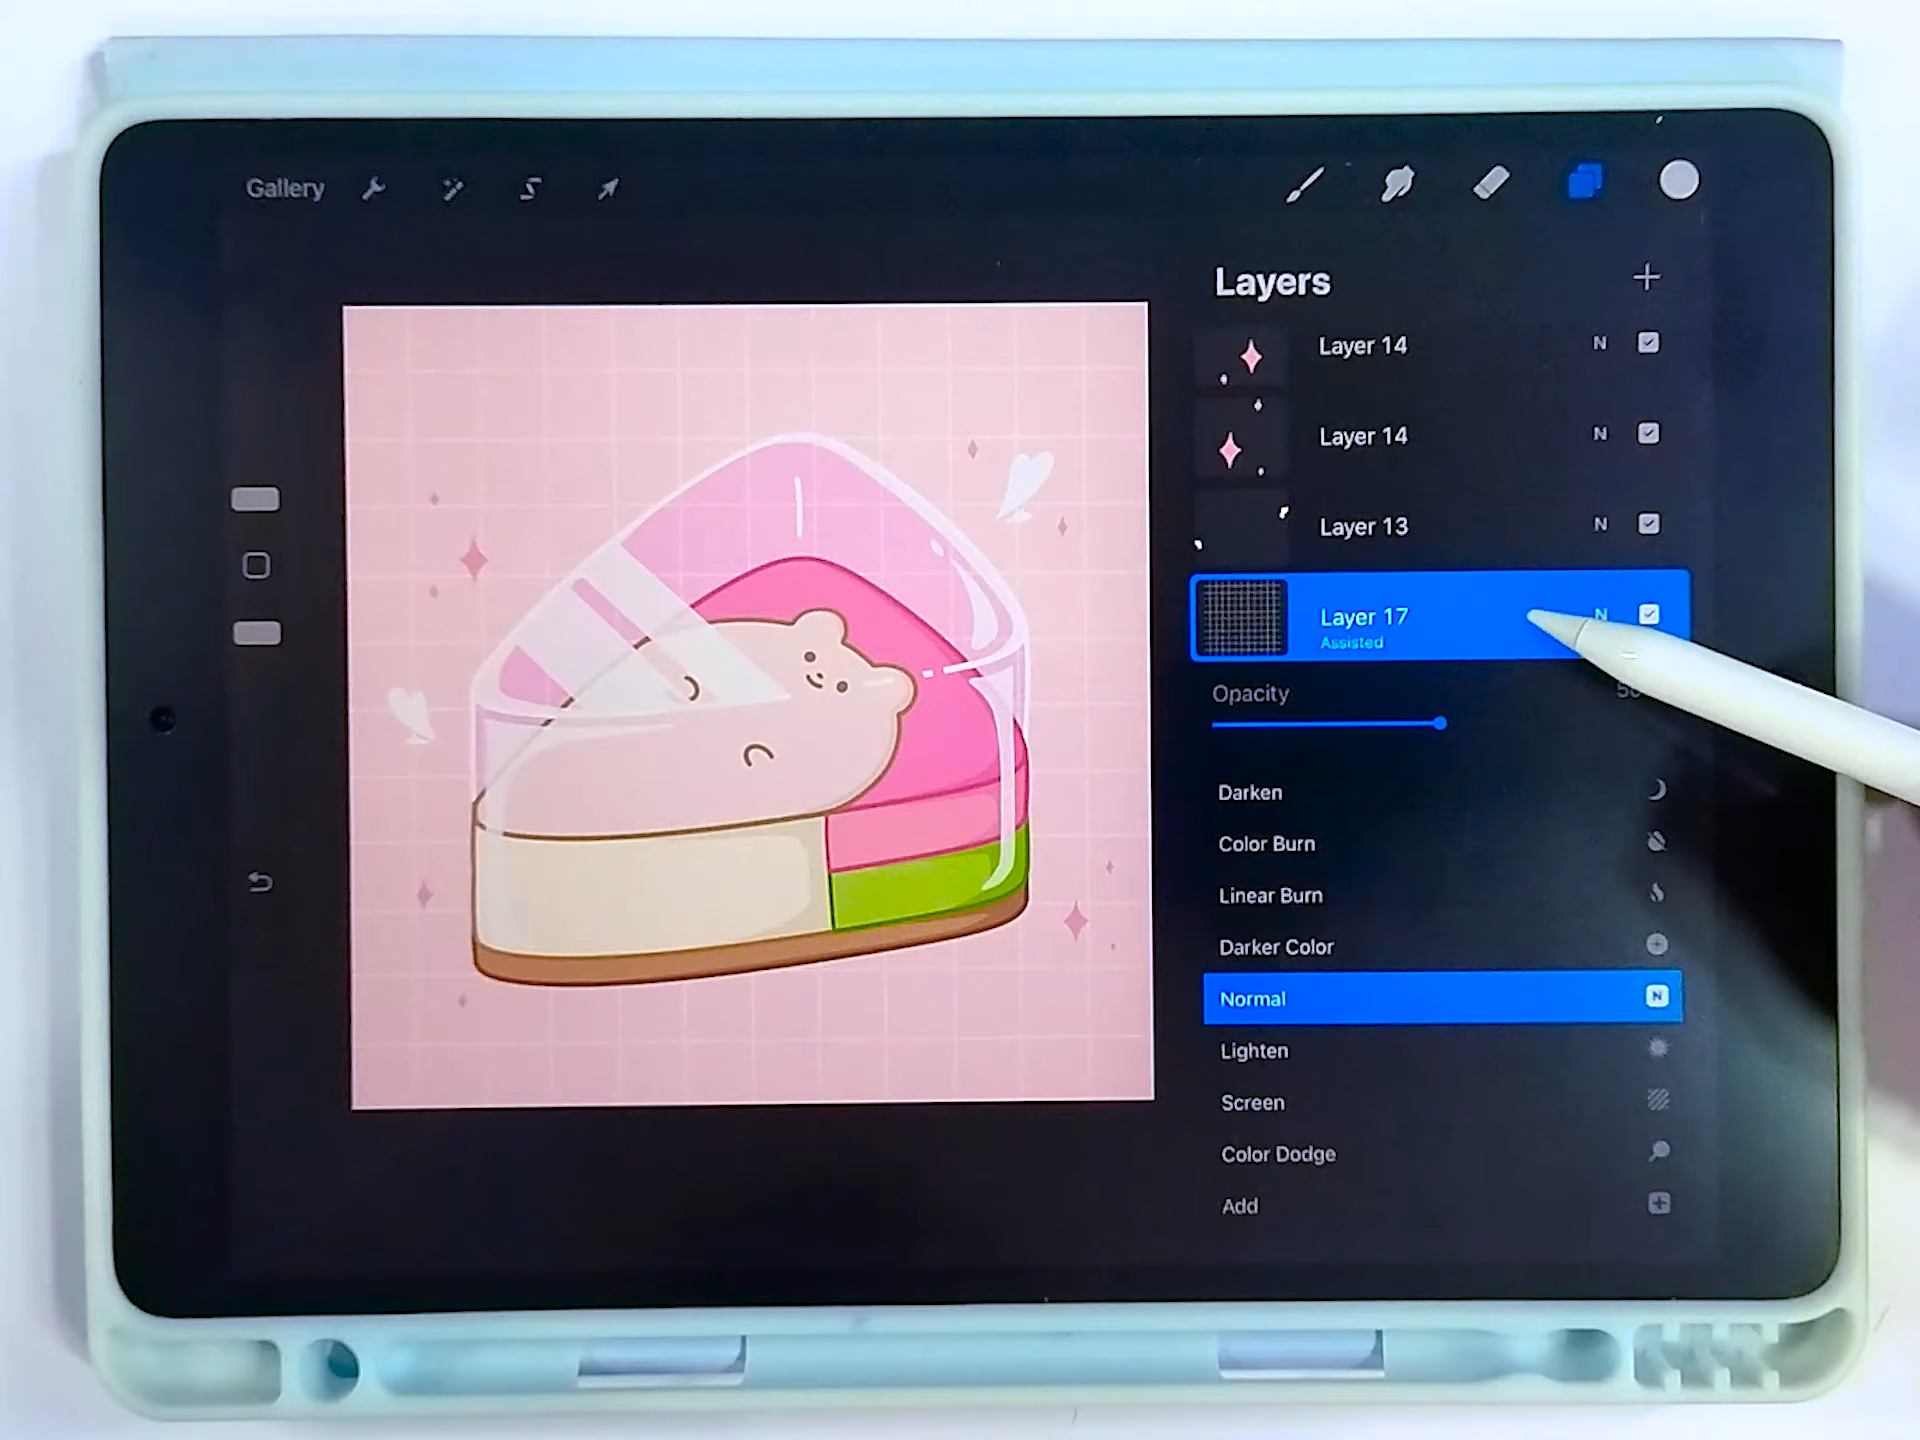 Gallery
Layers
Layer 14 N
Layer 14 N
Layer 13 N
Layer 17 N
Assisted
Opacity
Darken
Color Burn
Linear Burn
Darker Color
Normal N
Lighten
Screen
Color Dodge
Add